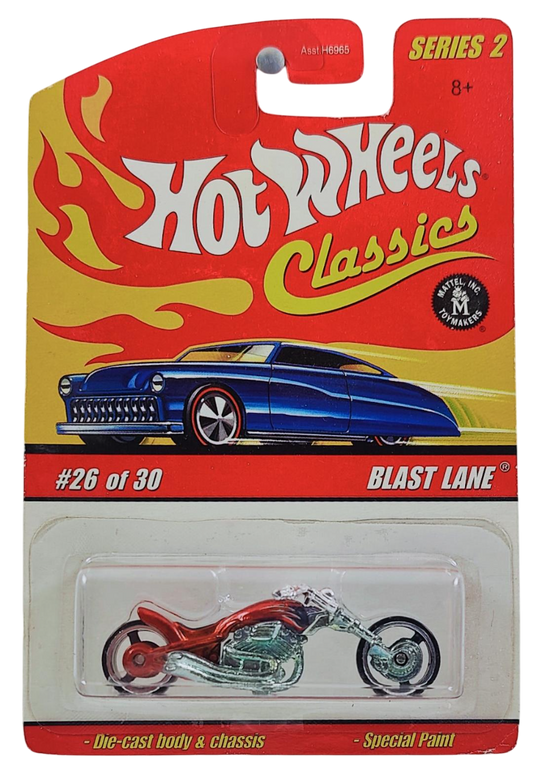 Asst H6965
SERIES 2
8+
HOT WHEELS®
Classics
MATTEL, INC.
M
TOYMAKERS
®
#26 of 30
BLAST LANE®
- Die-cast body & chassis
- Special Paint